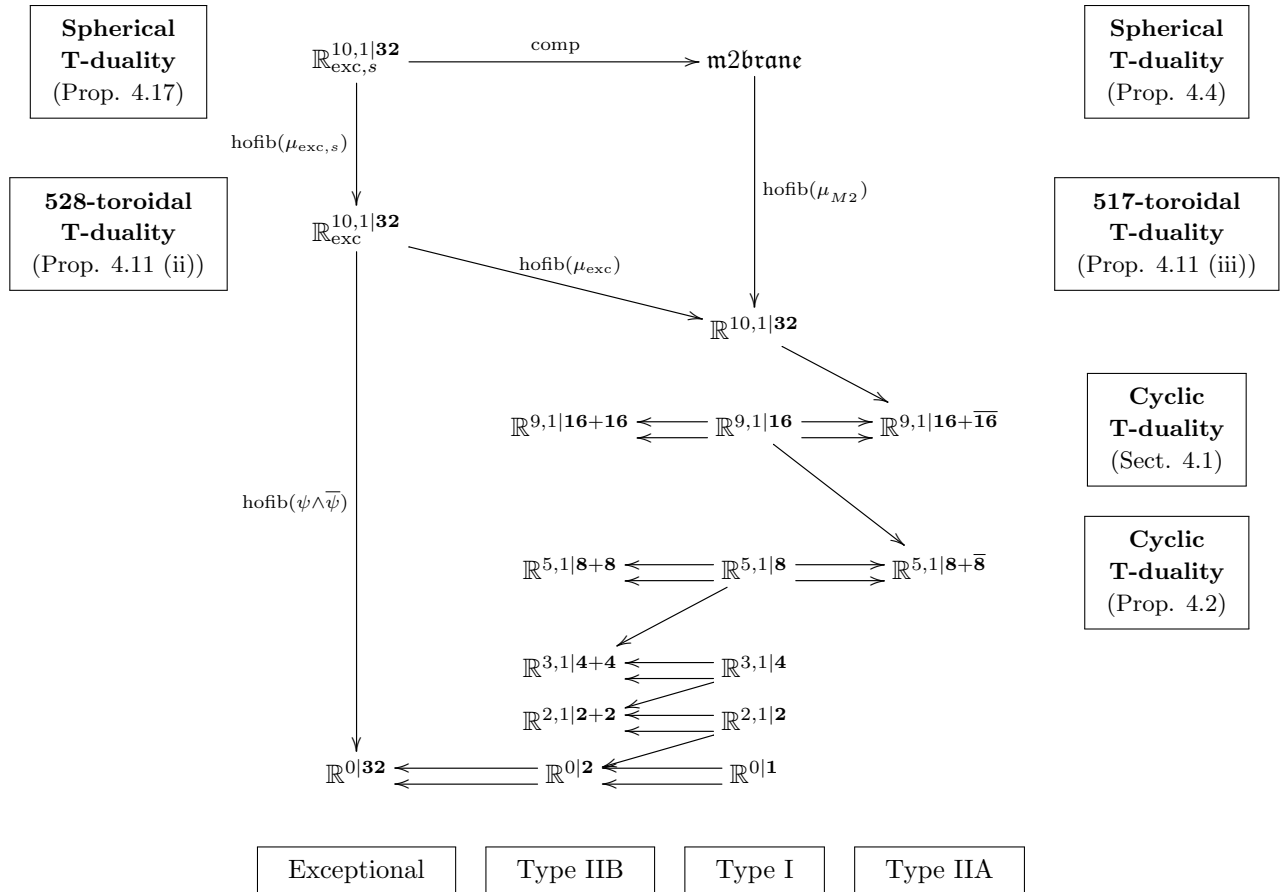 Spherical
T-duality
(Prop. 4.17)
ℝ^{10,1|32}_{exc,s}
comp
m2brane
Spherical
T-duality
(Prop. 4.4)
hofib(μ_{exc,s})
hofib(μ_{M2})
528-toroidal
T-duality
(Prop. 4.11 (ii))
ℝ^{10,1|32}_{exc}
hofib(μ_{exc})
517-toroidal
T-duality
(Prop. 4.11 (iii))
ℝ^{10,1|32}
ℝ^{9,1|16+16} ℝ^{9,1|16} ℝ^{9,1|16+\overline{16}}
Cyclic
T-duality
(Sect. 4.1)
hofib(ψ∧\overline{ψ})
ℝ^{5,1|8+8} ℝ^{5,1|8} ℝ^{5,1|8+\overline{8}}
Cyclic
T-duality
(Prop. 4.2)
ℝ^{3,1|4+4} ℝ^{3,1|4}
ℝ^{2,1|2+2} ℝ^{2,1|2}
ℝ^{0|32} ℝ^{0|2} ℝ^{0|1}
Exceptional Type IIB Type I Type IIA